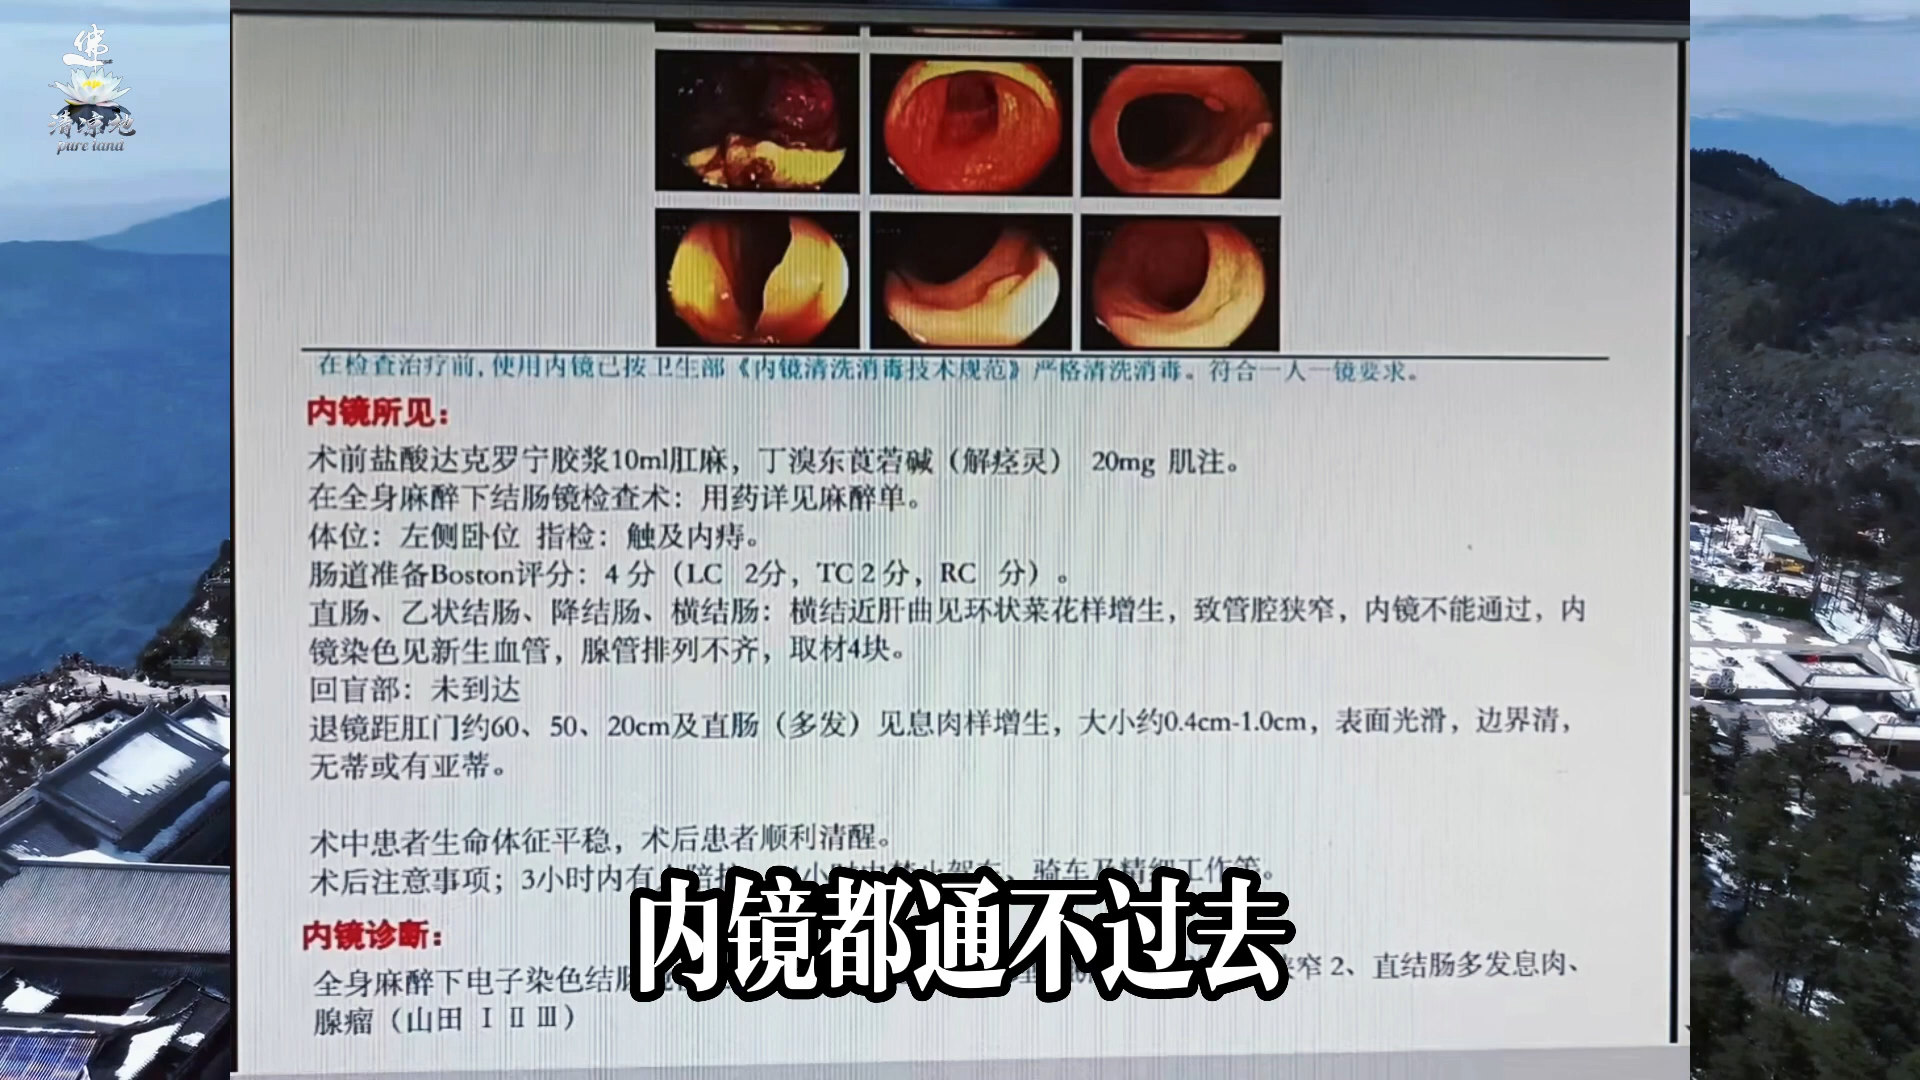 佛
清凉地
pure land
在检查治疗前,使用内镜已按卫生部《内镜清洗消毒技术规范》严格清洗消毒。符合一人一镜要求。
内镜所见：
术前盐酸达克罗宁胶浆10ml肛麻，丁溴东莨菪碱（解痉灵） 20mg 肌注。
在全身麻醉下结肠镜检查术：用药详见麻醉单。
体位：左侧卧位 指检：触及内痔。
肠道准备Boston评分：4 分（LC 2分，TC 2 分，RC 分）。
直肠、乙状结肠、降结肠、横结肠：横结近肝曲见环状菜花样增生，致管腔狭窄，内镜不能通过，内
镜染色见新生血管，腺管排列不齐，取材4块。
回盲部：未到达
退镜距肛门约60、50、20cm及直肠（多发）见息肉样增生，大小约0.4cm-1.0cm，表面光滑，边界清，
无蒂或有亚蒂。
术中患者生命体征平稳，术后患者顺利清醒。
术后注意事项；3小时内有 骑车及精细工作等。
内镜诊断：
全身麻醉下电子染色结肠 狭窄 2、直结肠多发息肉、
腺瘤（山田 Ⅰ Ⅱ Ⅲ）
内镜都通不过去